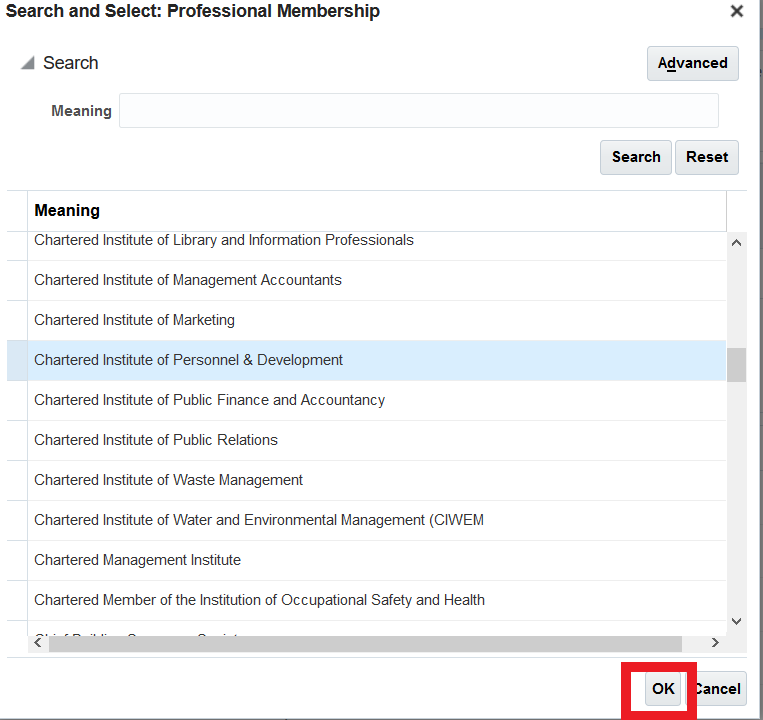 Search and Select: Professional Membership
Search
Advanced
Meaning
Search
Reset
Meaning
Chartered Institute of Library and Information Professionals
Chartered Institute of Management Accountants
Chartered Institute of Marketing
Chartered Institute of Personnel & Development
Chartered Institute of Public Finance and Accountancy
Chartered Institute of Public Relations
Chartered Institute of Waste Management
Chartered Institute of Water and Environmental Management (CIWEM
Chartered Management Institute
Chartered Member of the Institution of Occupational Safety and Health
OK
Cancel